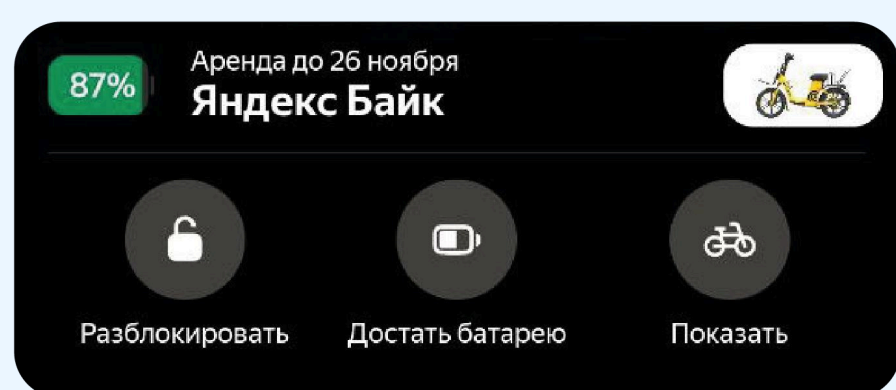 87%
Аренда до 26 ноября
Яндекс Байк
Разблокировать
Достать батарею
Показать